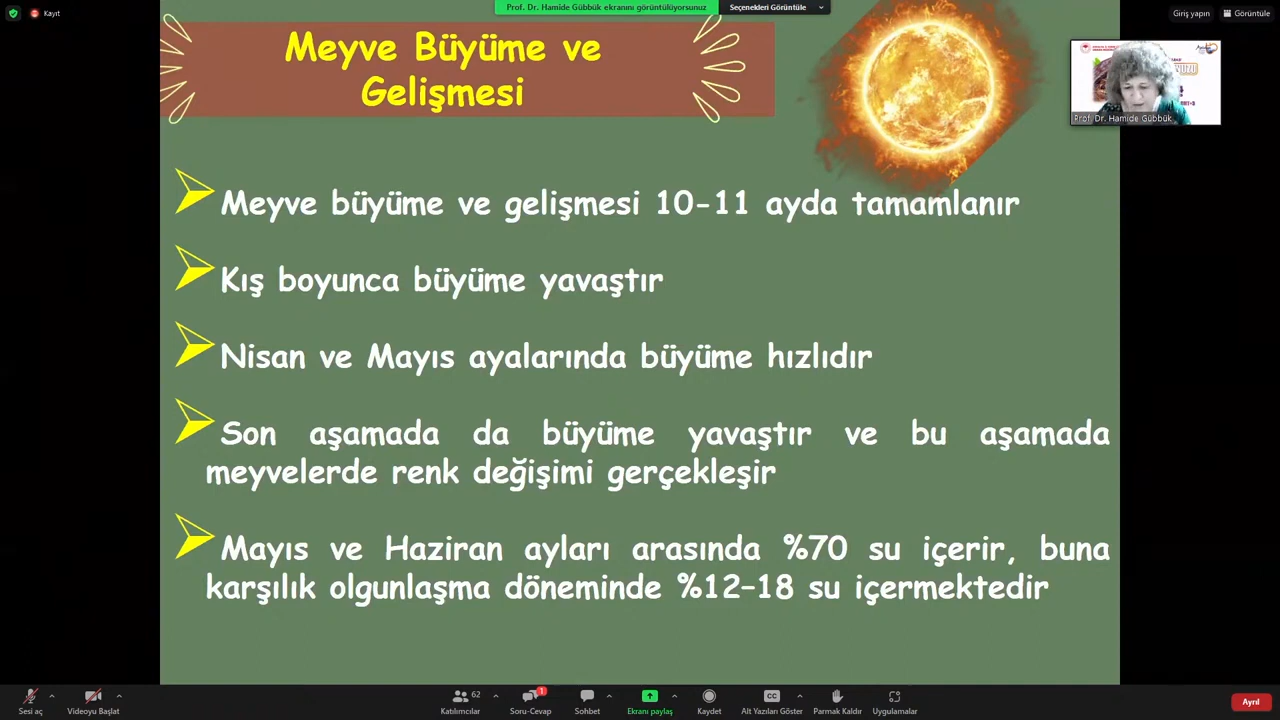 Kayıt
Prof. Dr. Hamide Gübbük ekranını görüntülüyorsunuz
Seçenekleri Görüntüle
Giriş yapın
Görüntüle
Meyve Büyüme ve
Gelişmesi
Prof. Dr. Hamide Gübbük
Meyve büyüme ve gelişmesi 10-11 ayda tamamlanır
Kış boyunca büyüme yavaştır
Nisan ve Mayıs ayalarında büyüme hızlıdır
Son aşamada da büyüme yavaştır ve bu aşamada
meyvelerde renk değişimi gerçekleşir
Mayıs ve Haziran ayları arasında %70 su içerir, buna
karşılık olgunlaşma döneminde %12–18 su içermektedir
Sesi aç
Videoyu Başlat
62
Katılımcılar
1
Soru-Cevap
Sohbet
Ekranı paylaş
Kaydet
CC
Alt Yazıları Göster
Parmak Kaldır
Uygulamalar
Ayrıl